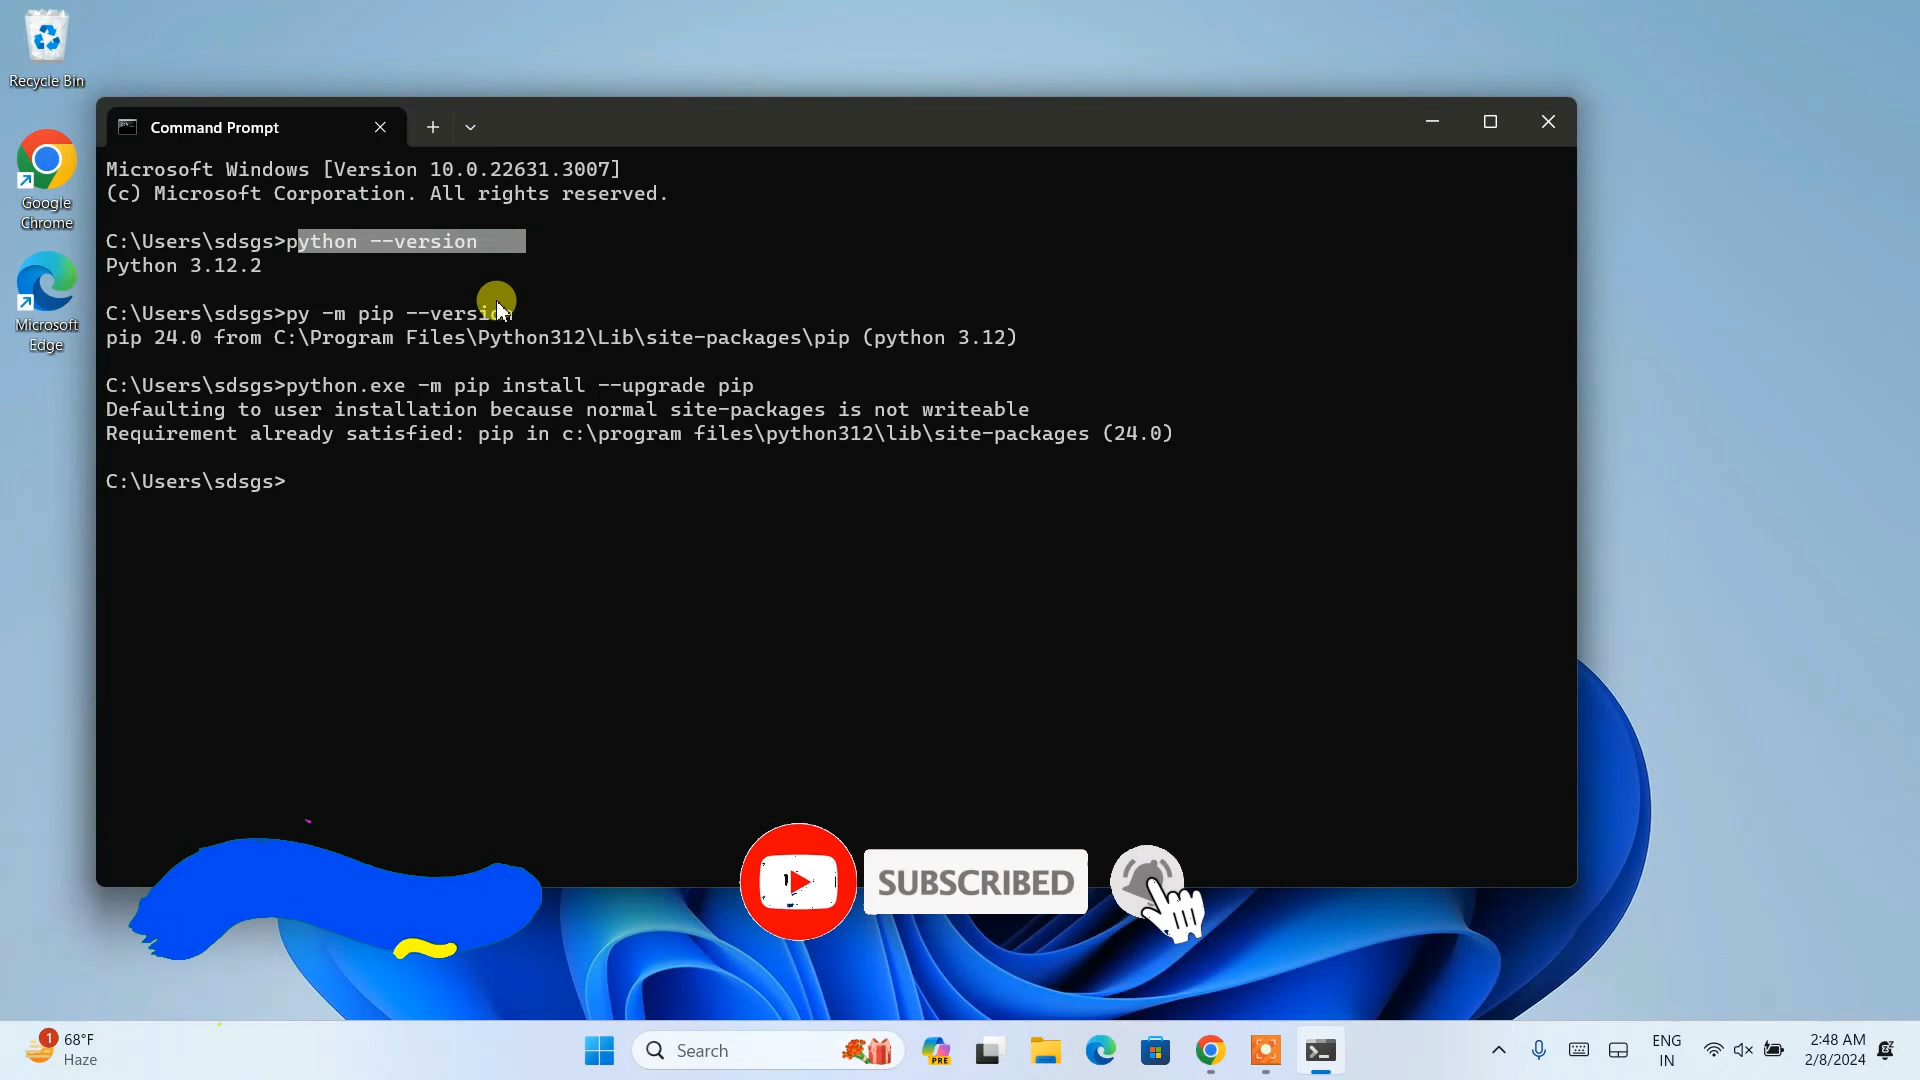 Recycle Bin
Google
Chrome
Microsoft
Edge
Command Prompt
Microsoft Windows [Version 10.0.22631.3007]
(c) Microsoft Corporation. All rights reserved.
C:\Users\sdsgs>python --version
Python 3.12.2
C:\Users\sdsgs>py -m pip --version
pip 24.0 from C:\Program Files\Python312\Lib\site-packages\pip (python 3.12)
C:\Users\sdsgs>python.exe -m pip install --upgrade pip
Defaulting to user installation because normal site-packages is not writeable
Requirement already satisfied: pip in c:\program files\python312\lib\site-packages (24.0)
C:\Users\sdsgs>
SUBSCRIBED
1
68°F
Haze
Search
PRE
ENG
IN
2:48 AM
2/8/2024